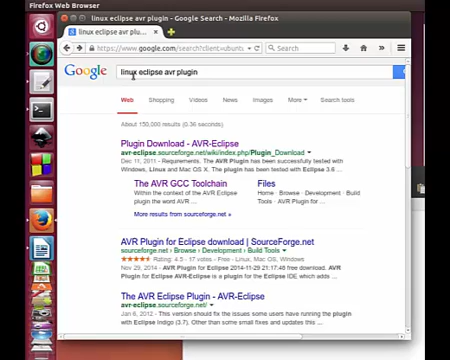 Firefox Web Browser
linux eclipse avr plugin - Google Search - Mozilla Firefox
linux eclipse avr plu...
https://www.google.com/search?client=ubuntu
Search
Google
linux eclipse avr plugin
Web Shopping Videos News Images More Search tools
About 150,000 results (0.36 seconds)
Plugin Download - AVR-Eclipse
avr-eclipse.sourceforge.net/wiki/index.php/Plugin_Download
Dec 11, 2011 - Requirements. The AVR Plugin has been successfully tested with
Windows, Linux and Mac OS X. The plugin has been tested with Eclipse 3.6 ...
The AVR GCC Toolchain
Within the context of the AVR Eclipse
plugin the word AVR ...
Files
Home · Browse · Development · Build
Tools · AVR Plugin for ...
More results from sourceforge.net »
AVR Plugin for Eclipse download | SourceForge.net
sourceforge.net › Browse › Development › Build Tools
Rating: 4.5 - 17 votes - Free - Linux, Mac OS, Windows
Nov 29, 2014 - AVR Plugin for Eclipse 2014-11-29 21:17:48 free download. AVR
Plugin for Eclipse AVR-Eclipse is a plugin for the Eclipse IDE which adds ...
The AVR Eclipse Plugin - AVR-Eclipse
avr-eclipse.sourceforge.net/
Jan 6, 2012 - This version should fix the issues some users have running the plugin
with Eclipse Indigo (3.7). Other than some small fixes and updates this ...